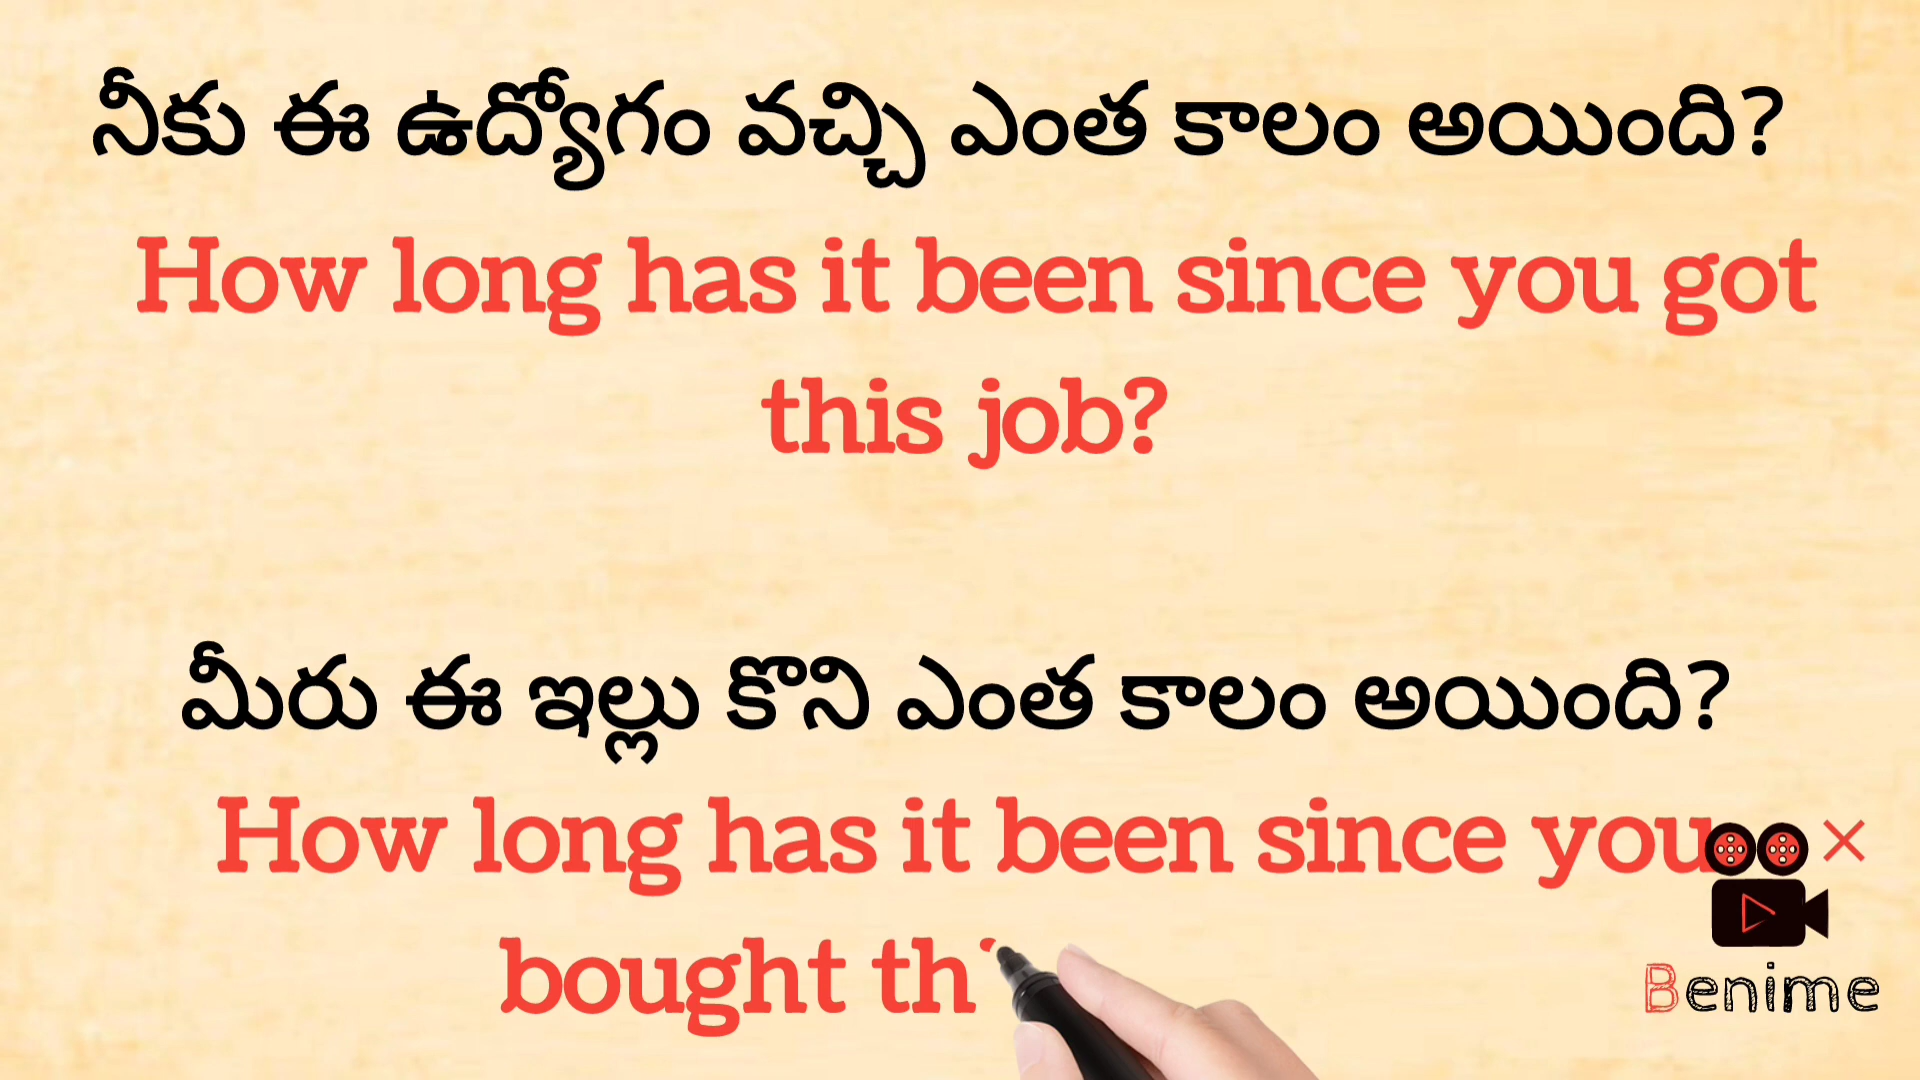 నీకు ఈ ఉద్యోగం వచ్చి ఎంత కాలం అయింది?
How long has it been since you got
this job?
మీరు ఈ ఇల్లు కొని ఎంత కాలం అయింది?
How long has it been since you
bought
Benime